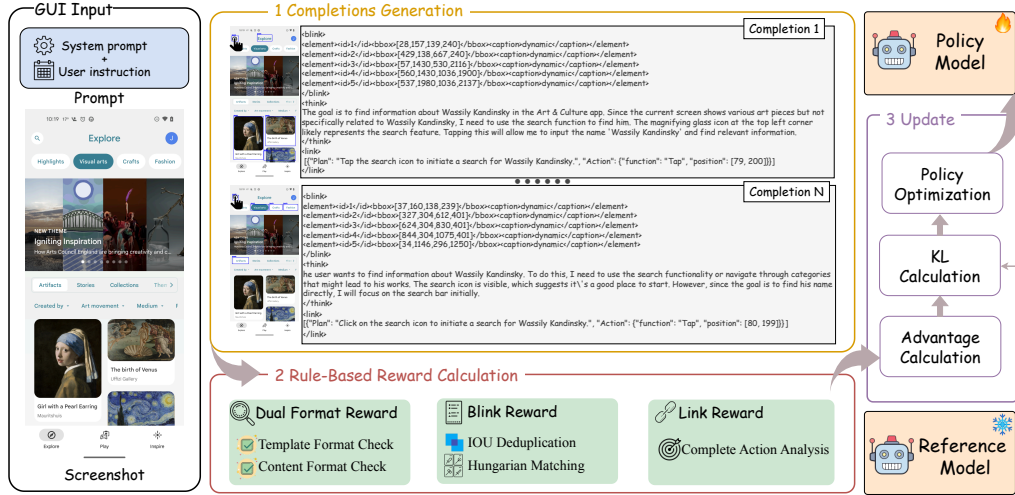 GUI Input
System prompt
+
User instruction
Prompt
10:19
Explore
J
Highlights
Visual arts
Crafts
Fashion
NEW THEME
Igniting Inspiration
How Arts Council England are bringing creativity and c...
Artifacts
Stories
Collections
Created by
Art movement
Medium
Girl with a Pearl Earring
Mauritshuis
The birth of Venus
Uffizi Gallery
Explore
Play
Inspire
Screenshot
1 Completions Generation
Completion 1
<blink>
<element><id>1</id><bbox>[28,157,139,240]</bbox><caption>dynamic</caption></element>
<element><id>2</id><bbox>[429,138,667,240]</bbox><caption>dynamic</caption></element>
<element><id>3</id><bbox>[57,1430,530,2116]</bbox><caption>dynamic</caption></element>
<element><id>4</id><bbox>[560,1430,1036,1900]</bbox><caption>dynamic</caption></element>
<element><id>5</id><bbox>[537,1980,1036,2137]</bbox><caption>dynamic</caption></element>
</blink>
<think>
The goal is to find information about Wassily Kandinsky in the Art & Culture app. Since the current screen shows various art pieces but not
specifically related to Wassily Kandinsky, I need to use the search function to find him. The magnifying glass icon at the top left corner
likely represents the search feature. Tapping this will allow me to input the name 'Wassily Kandinsky' and find relevant information.
</think>
<link>
[{"Plan": "Tap the search icon to initiate a search for Wassily Kandinsky.", "Action": {"function": "Tap", "position": [79, 200]}}]
</link>
Completion N
<blink>
<element><id>1</id><bbox>[37,160,138,239]</bbox><caption>dynamic</caption></element>
<element><id>2</id><bbox>[327,304,612,401]</bbox><caption>dynamic</caption></element>
<element><id>3</id><bbox>[624,304,830,401]</bbox><caption>dynamic</caption></element>
<element><id>4</id><bbox>[844,304,1075,401]</bbox><caption>dynamic</caption></element>
<element><id>5</id><bbox>[34,1146,296,1250]</bbox><caption>dynamic</caption></element>
</blink>
<think>
he user wants to find information about Wassily Kandinsky. To do this, I need to use the search functionality or navigate through categories
that might lead to his works. The search icon is visible, which suggests it\'s a good place to start. However, since the goal is to find his name
directly, I will focus on the search bar initially.
</think>
<link>
[{"Plan": "Click on the search icon to initiate a search for Wassily Kandinsky.", "Action": {"function": "Tap", "position": [80, 199]}}]
</link>
2 Rule-Based Reward Calculation
Dual Format Reward
Template Format Check
Content Format Check
Blink Reward
IOU Deduplication
Hungarian Matching
Link Reward
Complete Action Analysis
Policy
Model
3 Update
Policy
Optimization
KL
Calculation
Advantage
Calculation
Reference
Model